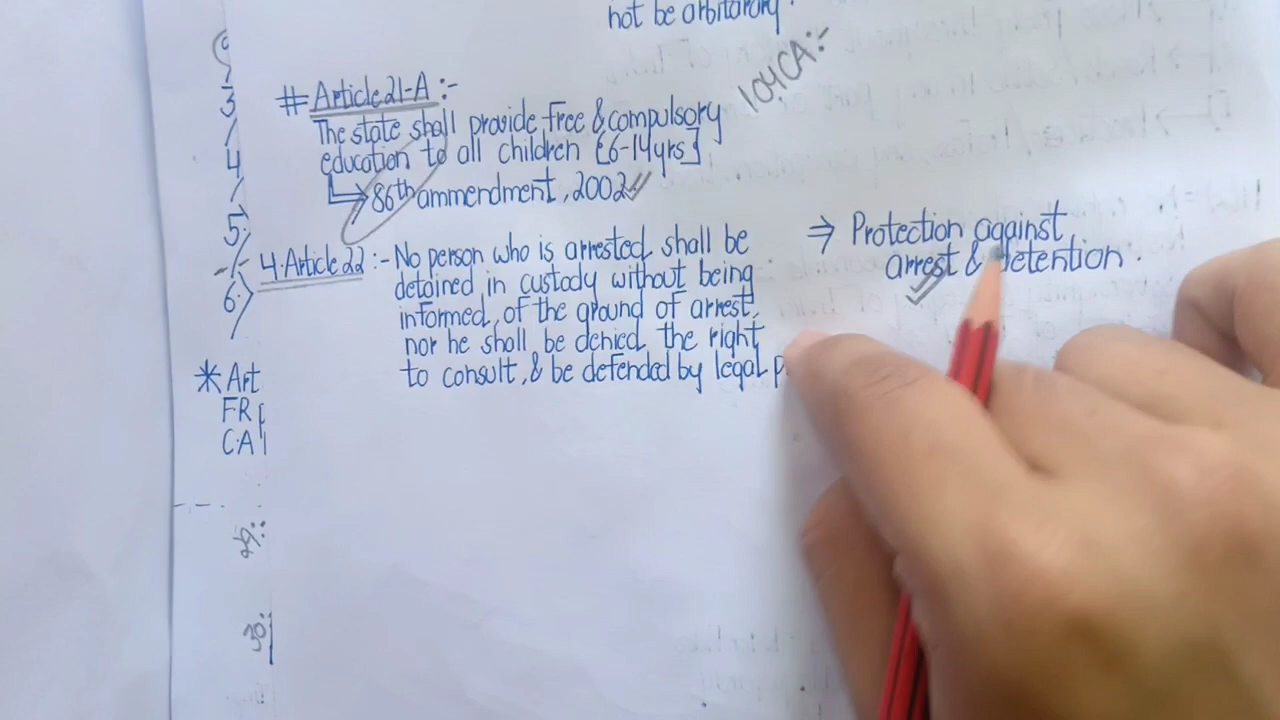 not be arbitorary.
104CA:-
# Article 21-A :-
The state shall provide free & compulsory
education to all children [6-14yrs]
86th ammendment, 2002
4. Article 22 :- No person who is arrested shall be
detained in custody without being
informed, of the ground of arrest,
nor he shall be denied the right
to consult, & be defended by legal
⇒ Protection against
arrest & detention.
3
4
5.
6.
* Art
FR
C.A
29:
30: